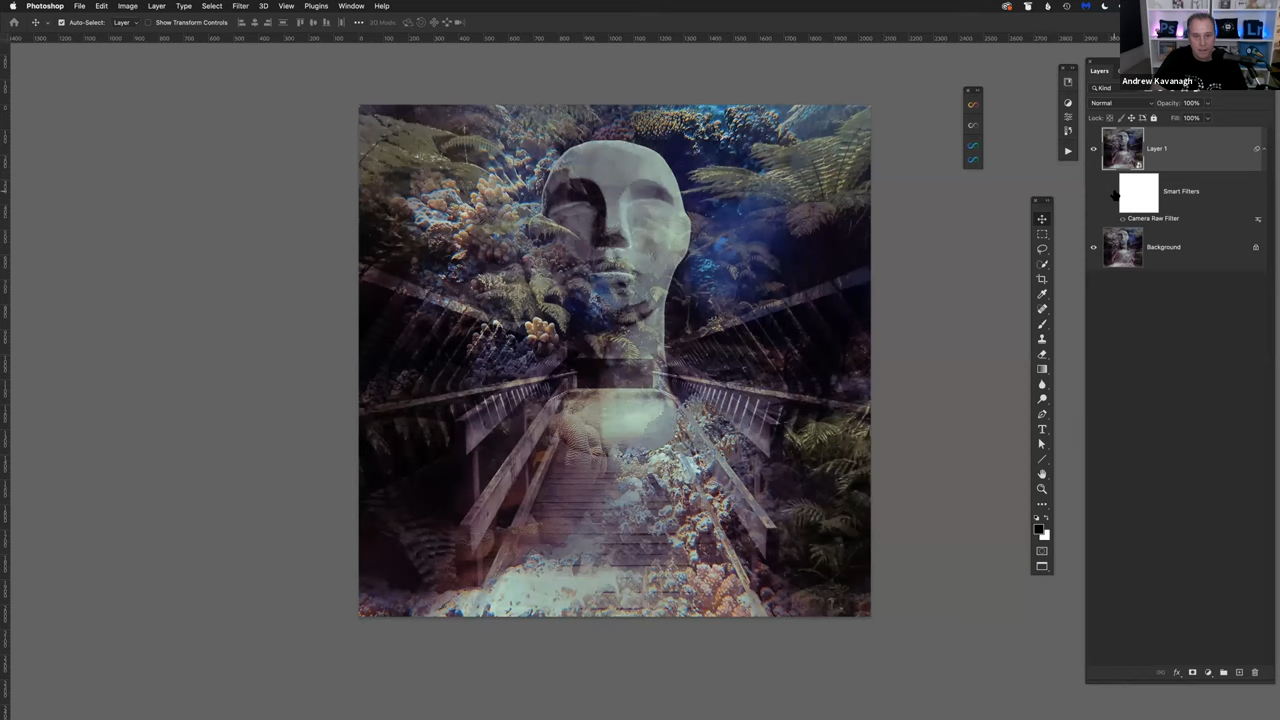 Photoshop File Edit Image Layer Type Select Filter 3D View Plugins Window Help
Auto-Select: Layer Show Transform Controls 3D Mode:
Andrew Kavanagh
Ps Lr
Layers
Kind
Normal Opacity: 100%
Lock: Fill: 100%
Layer 1
Smart Filters
Camera Raw Filter
Background